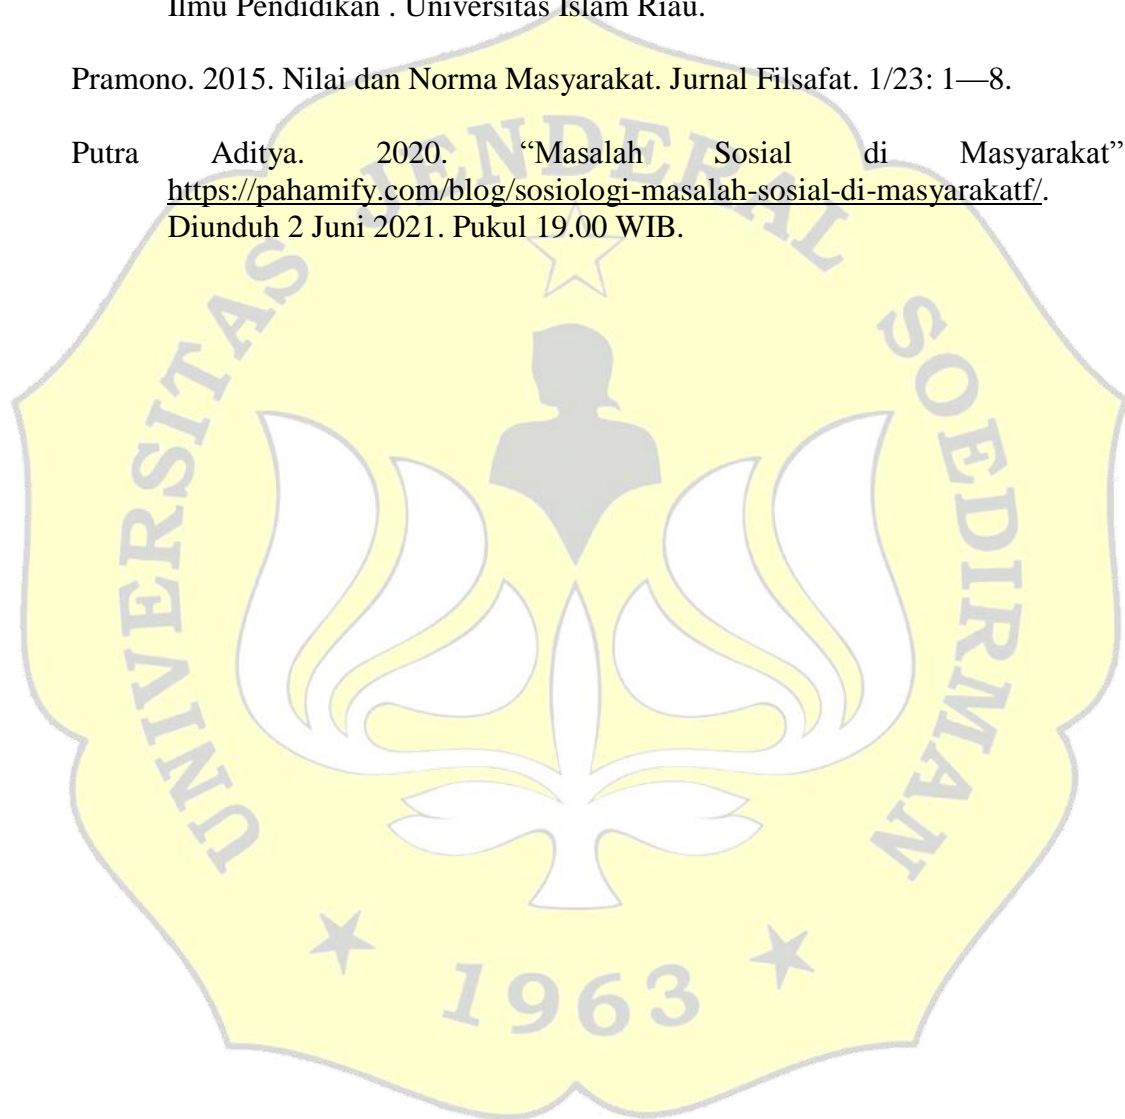 Ilmu Pendidikan . Universitas Islam Riau.
Pramono. 2015. Nilai dan Norma Masyarakat. Jurnal Filsafat. 1/23: 1—8.
Putra Aditya. 2020. “Masalah Sosial di Masyarakat”
https://pahamify.com/blog/sosiologi-masalah-sosial-di-masyarakatf/.
Diunduh 2 Juni 2021. Pukul 19.00 WIB.
UNIVERSITAS JENDERAL SOEDIRMAN
1963